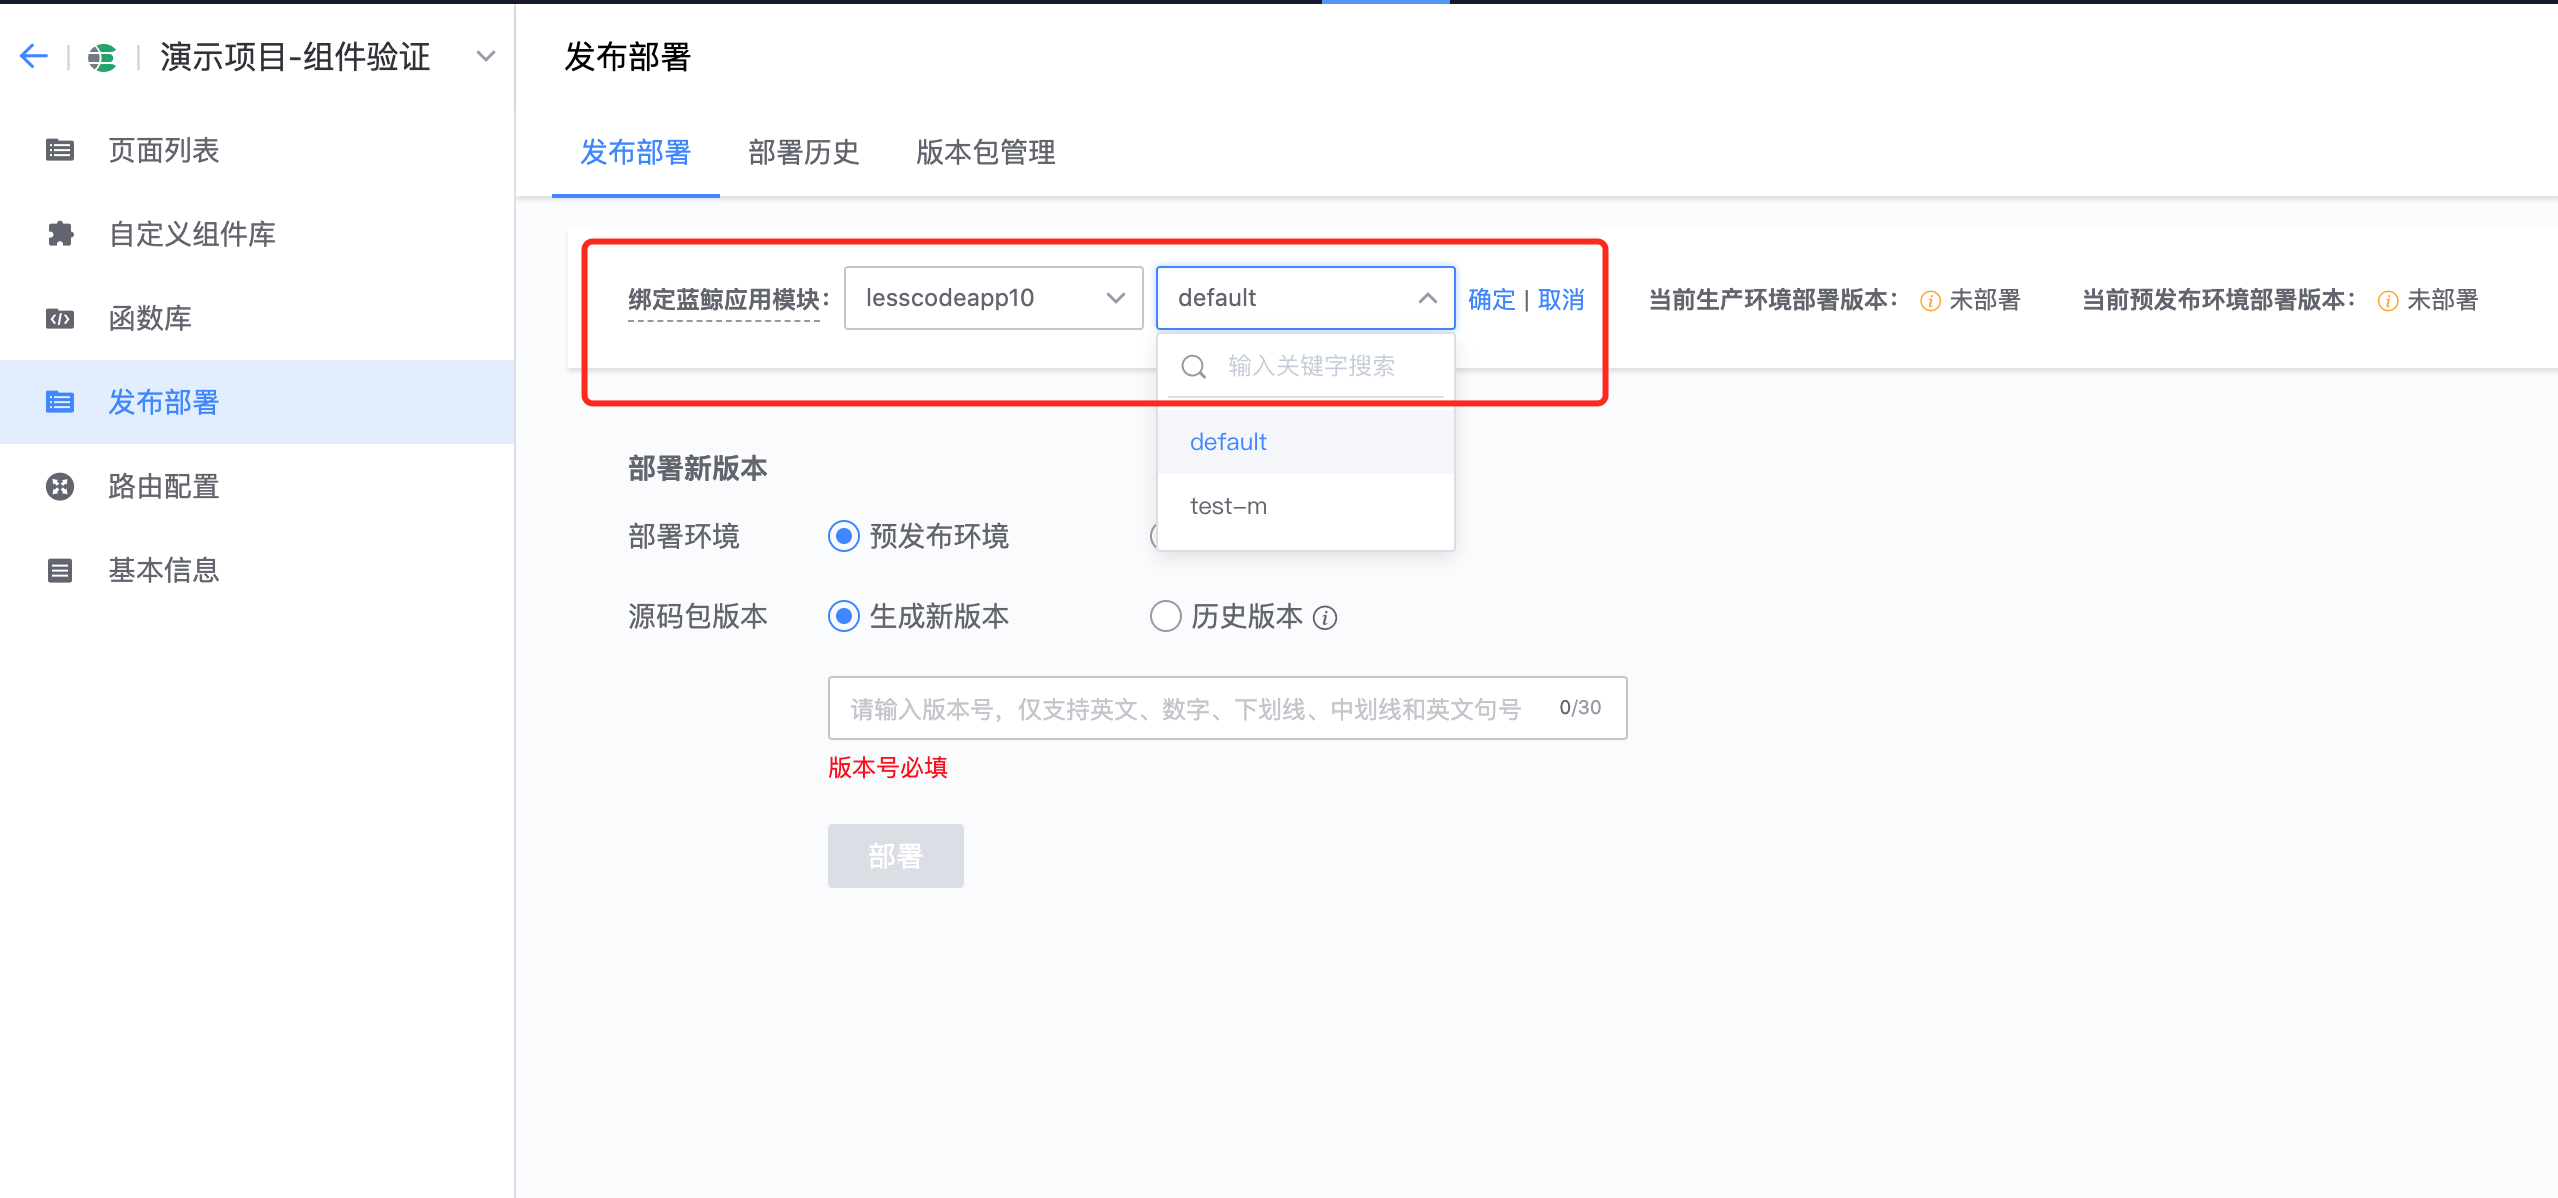 演示项目-组件验证
页面列表
自定义组件库
函数库
发布部署
路由配置
基本信息
发布部署
发布部署 部署历史 版本包管理
绑定蓝鲸应用模块： lesscodeapp10 default 确定 | 取消 当前生产环境部署版本： 未部署 当前预发布环境部署版本： 未部署
输入关键字搜索
default
test-m
部署新版本
部署环境 预发布环境
源码包版本 生成新版本 历史版本
请输入版本号，仅支持英文、数字、下划线、中划线和英文句号 0/30
版本号必填
部署